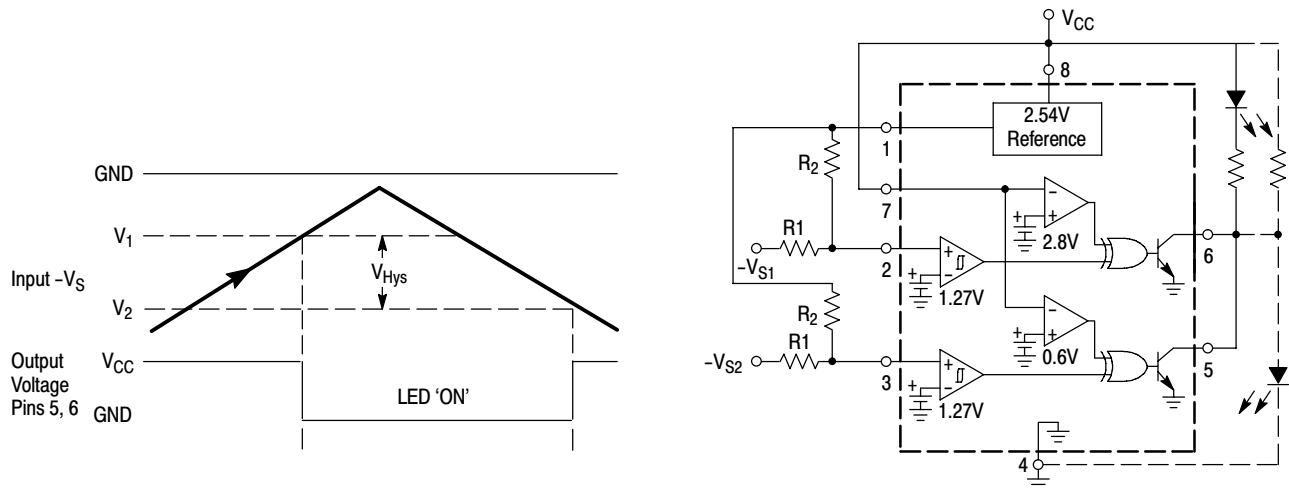 GND
V1
Input –VS
VHys
V2
Output
Voltage
Pins 5, 6
VCC
GND
LED ‘ON’
VCC
8
2.54V
Reference
1
R2
7
–
+
+
2.8V
6
R1
–VS1
2
+
+
–
1.27V
R2
–
+
+
0.6V
5
R1
–VS2
3
+
+
–
1.27V
4